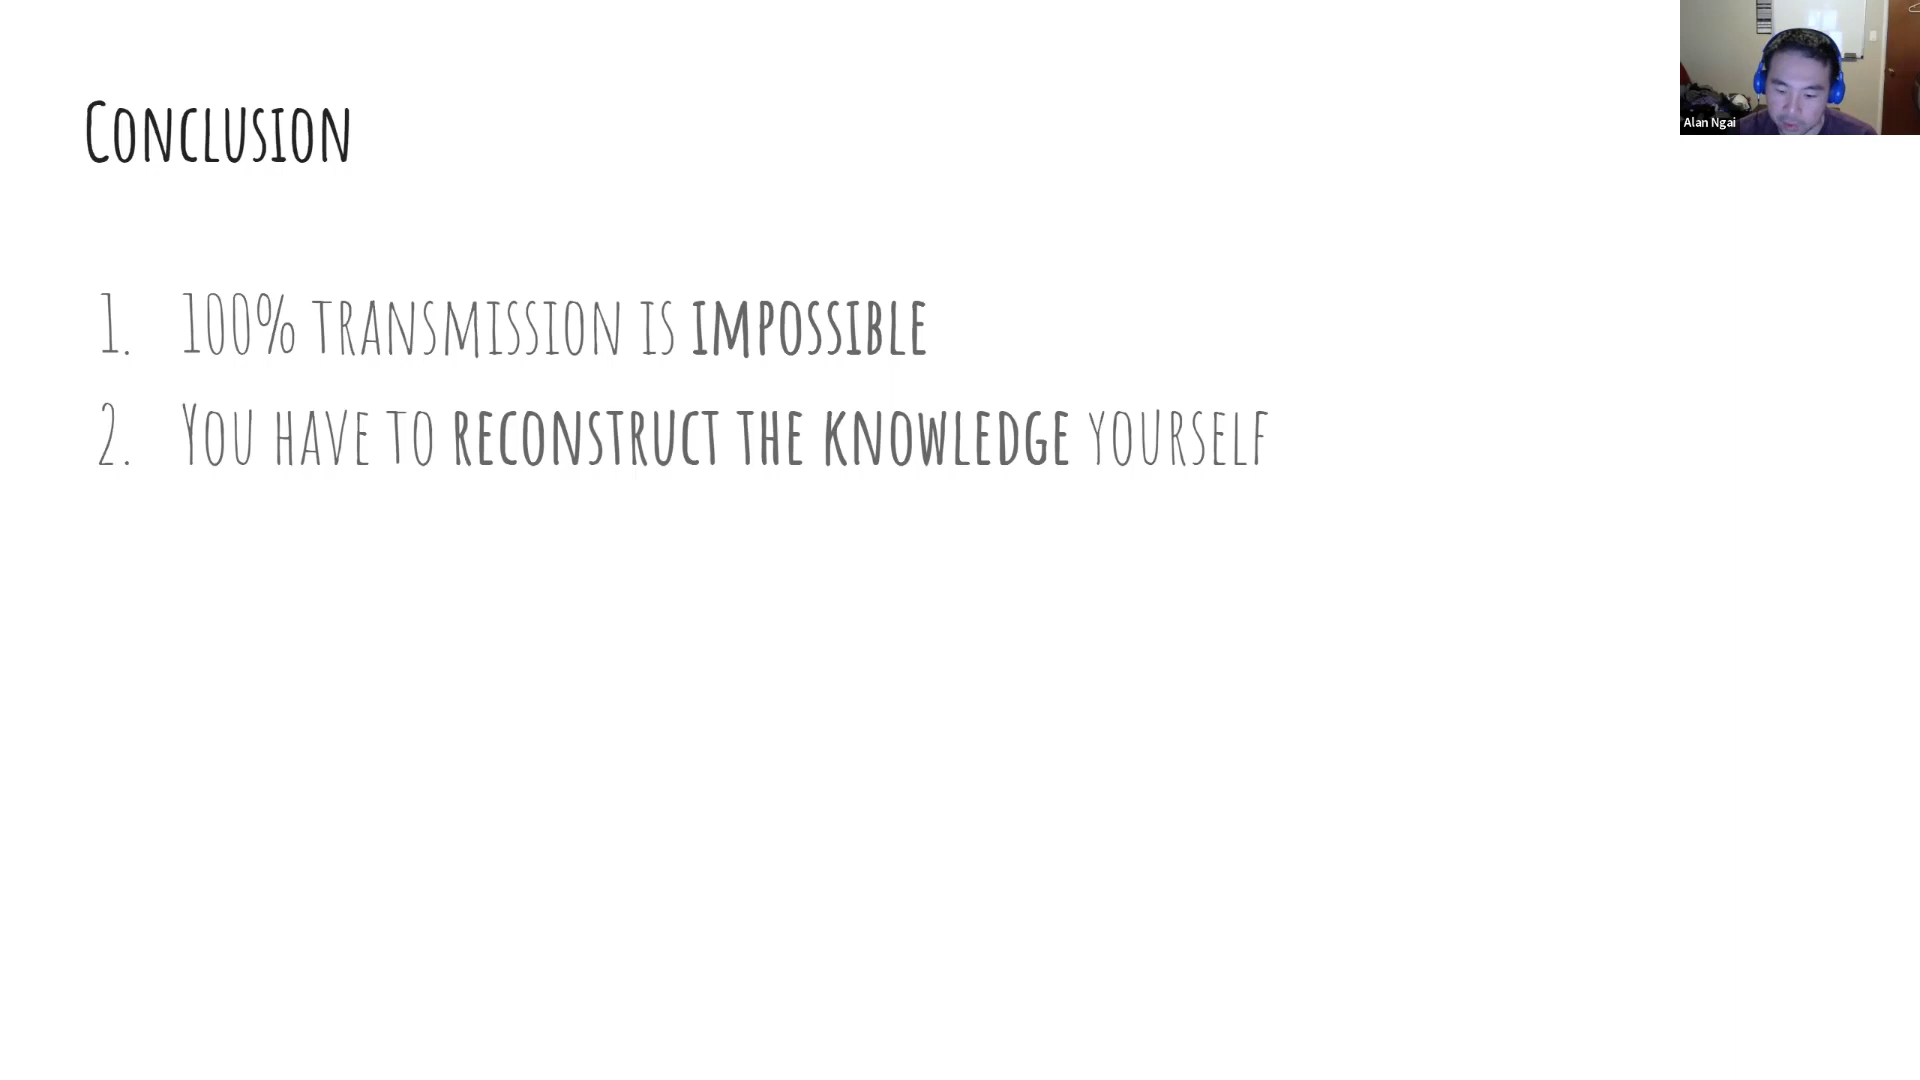 Conclusion
1. 100% transmission is impossible
2. You have to reconstruct the knowledge yourself
Alan Ngai